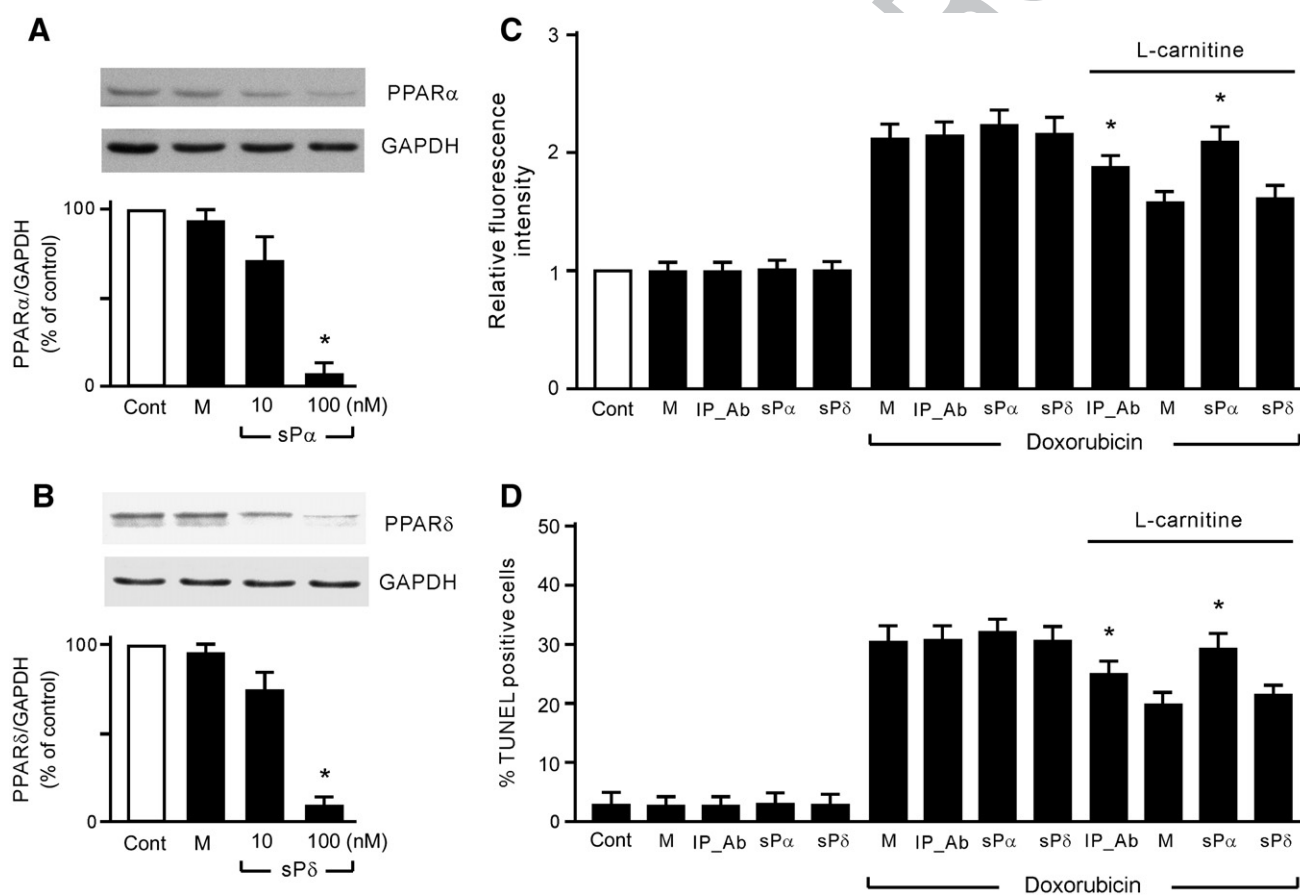 A
PPARα
GAPDH
PPARα/GAPDH
(% of control)
100
0
Cont M 10 100 (nM)
sPα
B
PPARδ
GAPDH
PPARδ/GAPDH
(% of control)
100
0
Cont M 10 100 (nM)
sPδ
*
*
C
L-carnitine
Relative fluorescence
intensity
3
2
1
0
* *
Cont M IP_Ab sPα sPδ M IP_Ab sPα sPδ IP_Ab M sPα sPδ
Doxorubicin
D
L-carnitine
% TUNEL positive cells
50
40
30
20
10
0
* *
Cont M IP_Ab sPα sPδ M IP_Ab sPα sPδ IP_Ab M sPα sPδ
Doxorubicin